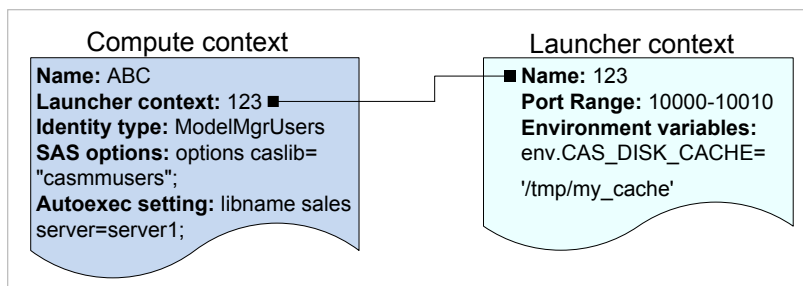 Compute context
Name: ABC
Launcher context: 123
Identity type: ModelMgrUsers
SAS options: options caslib=
"casmmusers";
Autoexec setting: libname sales
server=server1;
Launcher context
Name: 123
Port Range: 10000-10010
Environment variables:
env.CAS_DISK_CACHE=
'/tmp/my_cache'